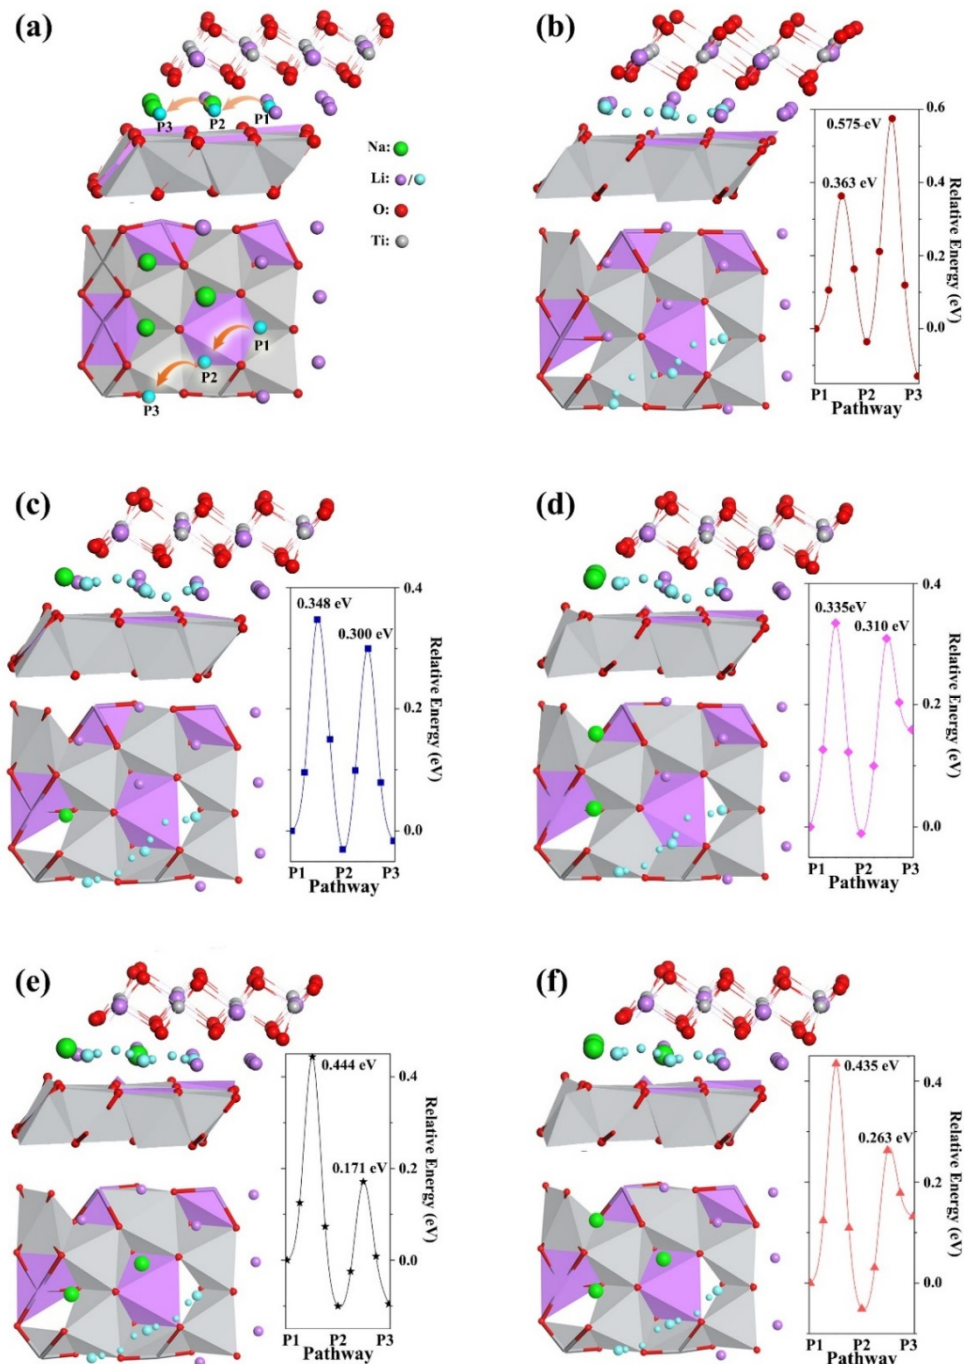 (a)
P3
P2
P1
Na:
Li: /
O:
Ti:
P1
P2
P3
(b)
0.575 eV
0.363 eV
0.6
0.4
0.2
0.0
Relative Energy (eV)
P1 P2 P3
Pathway
(c)
0.348 eV
0.300 eV
0.4
0.2
0.0
Relative Energy (eV)
P1 P2 P3
Pathway
(d)
0.335eV
0.310 eV
0.4
0.2
0.0
Relative Energy (eV)
P1 P2 P3
Pathway
(e)
0.444 eV
0.171 eV
0.4
0.2
0.0
Relative Energy (eV)
P1 P2 P3
Pathway
(f)
0.435 eV
0.263 eV
0.4
0.2
0.0
Relative Energy (eV)
P1 P2 P3
Pathway